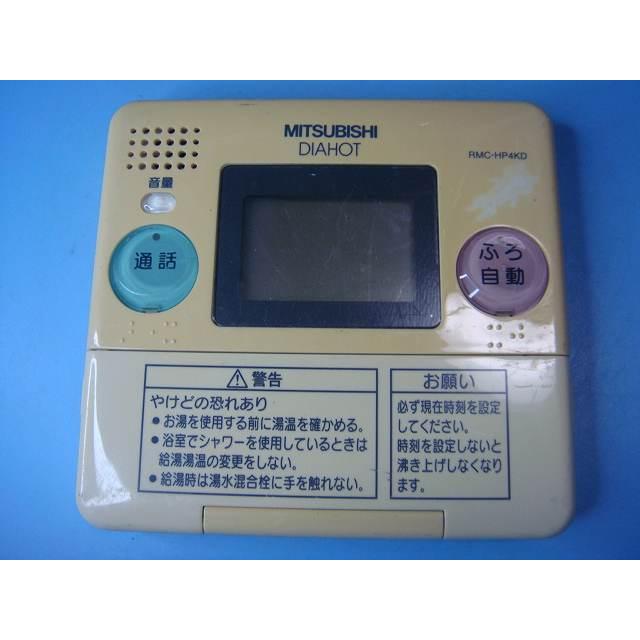 MITSUBISHI
DIAHOT
RMC-HP4KD
音量
通話
ふろ
自動
⚠警告
やけどの恐れあり
●お湯を使用する前に湯温を確かめる。
●浴室でシャワーを使用しているときは
給湯湯温の変更をしない。
●給湯時は湯水混合栓に手を触れない。
お願い
必ず現在時刻を設定
してください。
時刻を設定しないと
沸き上げしなくなり
ます。